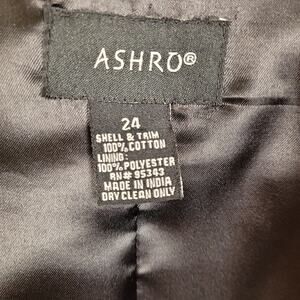 ASHRO®
24
SHELL & TRIM
100% COTTON
LINING:
100% POLYESTER
RN# 95343
MADE IN INDIA
DRY CLEAN ONLY